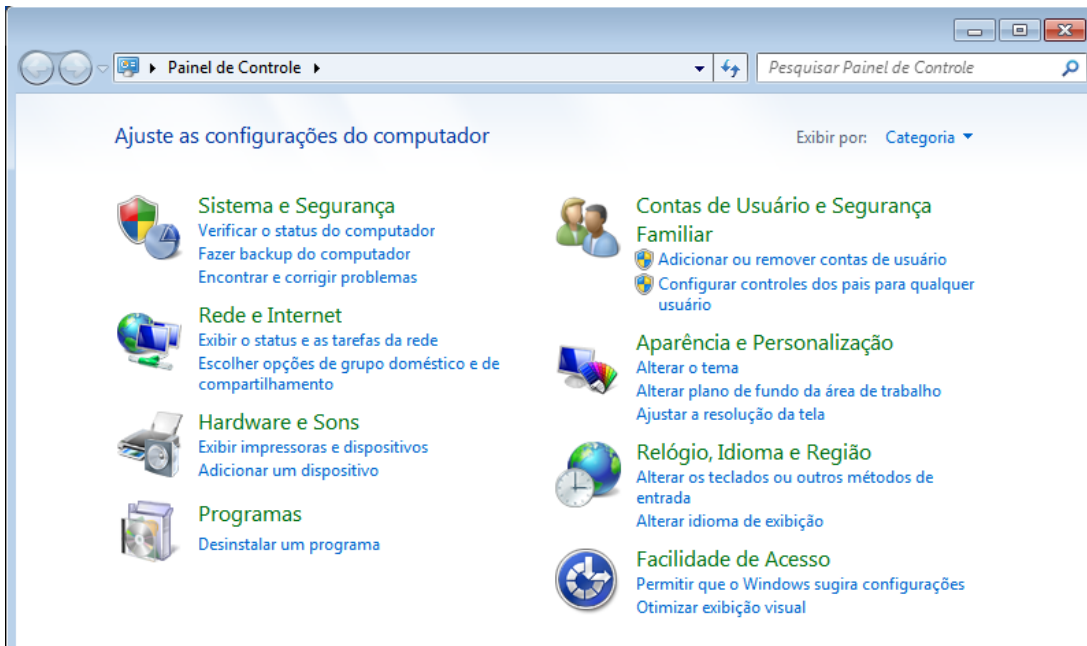 Painel de Controle
Pesquisar Painel de Controle
Ajuste as configurações do computador
Exibir por: Categoria
Sistema e Segurança
Verificar o status do computador
Fazer backup do computador
Encontrar e corrigir problemas
Rede e Internet
Exibir o status e as tarefas da rede
Escolher opções de grupo doméstico e de
compartilhamento
Hardware e Sons
Exibir impressoras e dispositivos
Adicionar um dispositivo
Programas
Desinstalar um programa
Contas de Usuário e Segurança
Familiar
Adicionar ou remover contas de usuário
Configurar controles dos pais para qualquer
usuário
Aparência e Personalização
Alterar o tema
Alterar plano de fundo da área de trabalho
Ajustar a resolução da tela
Relógio, Idioma e Região
Alterar os teclados ou outros métodos de
entrada
Alterar idioma de exibição
Facilidade de Acesso
Permitir que o Windows sugira configurações
Otimizar exibição visual